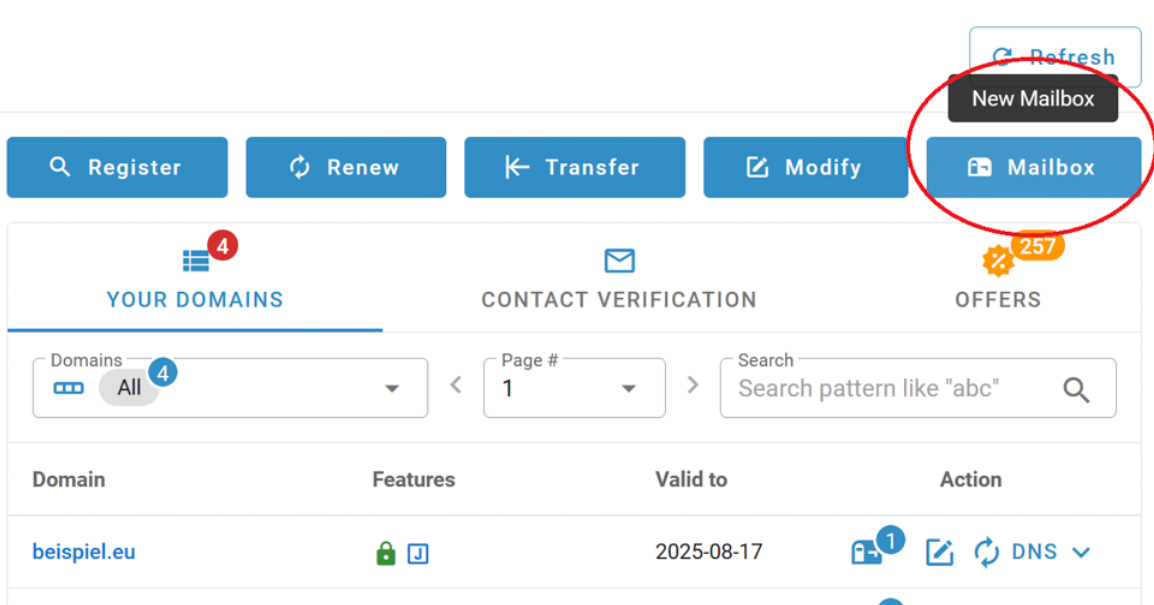 Refresh
New Mailbox
Register Renew Transfer Modify Mailbox
4 257
YOUR DOMAINS CONTACT VERIFICATION OFFERS
Domains Page # Search
All 4 1 Search pattern like "abc"
Domain Features Valid to Action
beispiel.eu J 2025-08-17 1 DNS